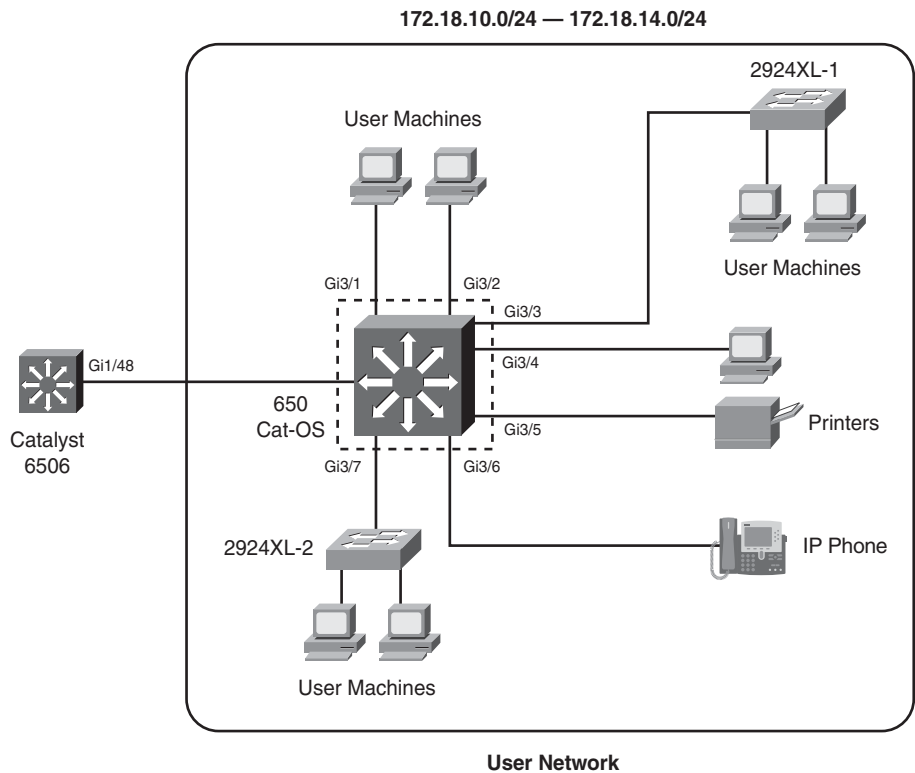 172.18.10.0/24 — 172.18.14.0/24
2924XL-1
User Machines
User Machines
Gi3/1
Gi3/2
Gi3/3
Gi1/48
Gi3/4
650
Cat-OS
Gi3/5
Printers
Catalyst
6506
Gi3/7
Gi3/6
2924XL-2
IP Phone
User Machines
User Network